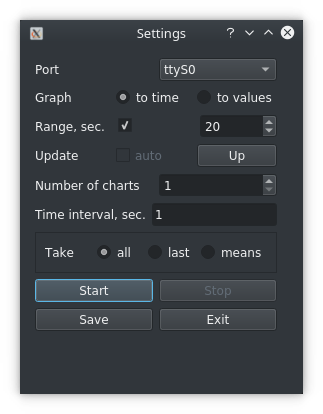 Settings ?
Port ttyS0
Graph to time to values
Range, sec. 20
Update auto Up
Number of charts 1
Time interval, sec. 1
Take all last means
Start Stop
Save Exit